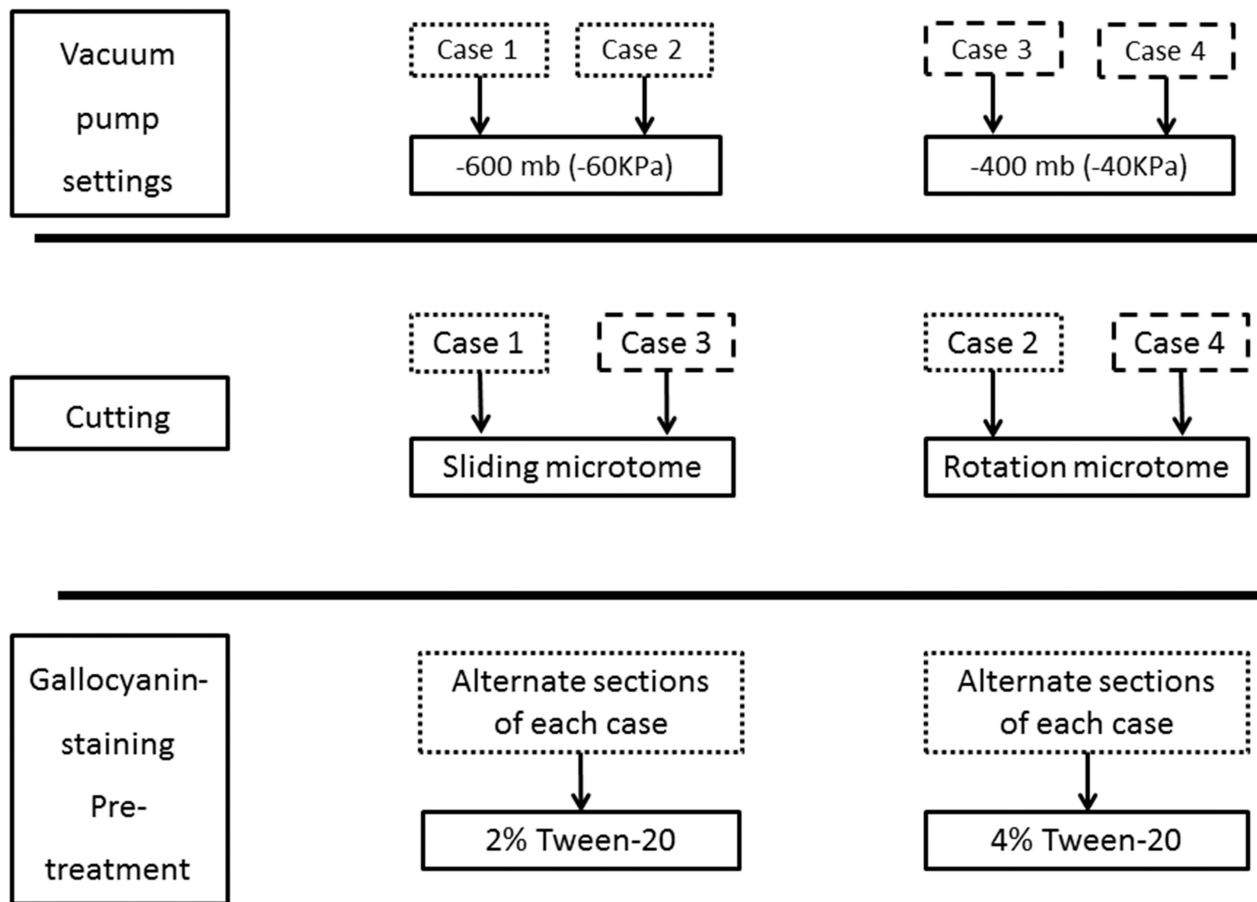 Vacuum
pump
settings
Case 1
Case 2
Case 3
Case 4
-600 mb (-60KPa)
-400 mb (-40KPa)
Cutting
Case 1
Case 3
Case 2
Case 4
Sliding microtome
Rotation microtome
Gallocyanin-
staining
Pre-
treatment
Alternate sections
of each case
Alternate sections
of each case
2% Tween-20
4% Tween-20